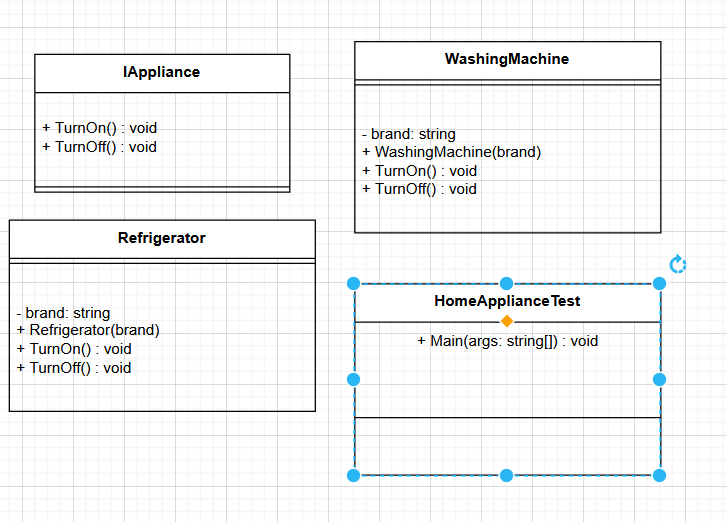 IAppliance
+ TurnOn() : void
+ TurnOff() : void
WashingMachine
- brand: string
+ WashingMachine(brand)
+ TurnOn() : void
+ TurnOff() : void
Refrigerator
- brand: string
+ Refrigerator(brand)
+ TurnOn() : void
+ TurnOff() : void
HomeApplianceTest
+ Main(args: string[]) : void